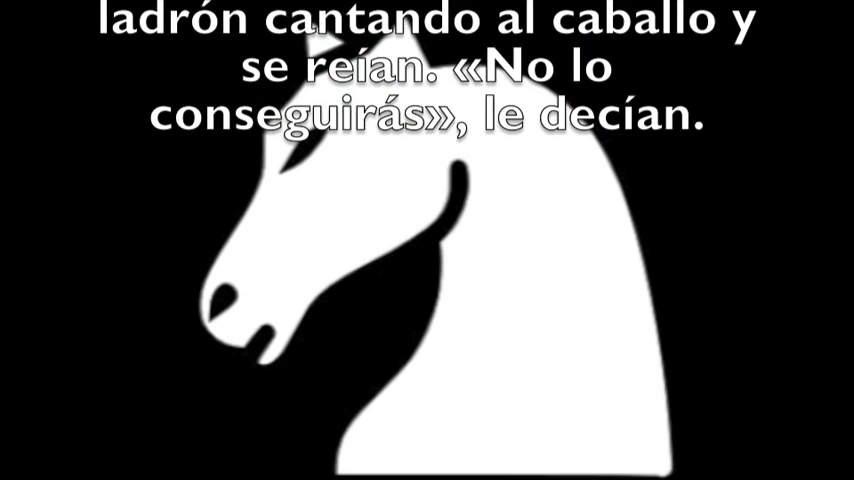 ladrón cantando al caballo y
se reían. «No lo
conseguirás», le decían.